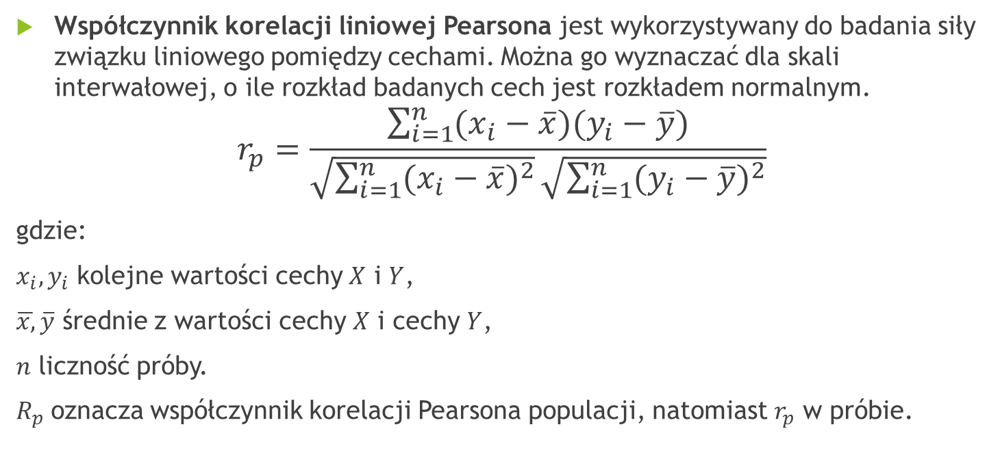 Współczynnik korelacji liniowej Pearsona jest wykorzystywany do badania siły
związku liniowego pomiędzy cechami. Można go wyznaczać dla skali
interwałowej, o ile rozkład badanych cech jest rozkładem normalnym.
r_p = \frac{\sum_{i=1}^{n}(x_i - \bar{x})(y_i - \bar{y})}{\sqrt{\sum_{i=1}^{n}(x_i - \bar{x})^2}\sqrt{\sum_{i=1}^{n}(y_i - \bar{y})^2}}
gdzie:
x_i, y_i kolejne wartości cechy X i Y,
\bar{x}, \bar{y} średnie z wartości cechy X i cechy Y,
n liczność próby.
R_p oznacza współczynnik korelacji Pearsona populacji, natomiast r_p w próbie.